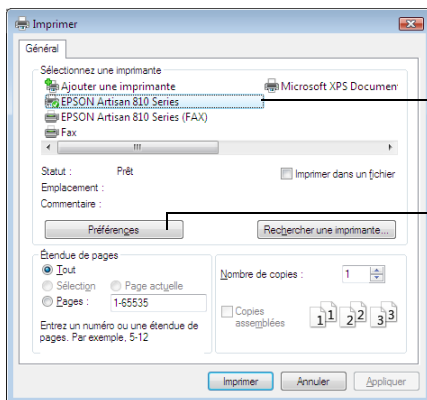 Imprimer
Général
Sélectionnez une imprimante
Ajouter une imprimante
Microsoft XPS Documen
EPSON Artisan 810 Series
EPSON Artisan 810 Series (FAX)
Fax
Statut : Prêt
Imprimer dans un fichier
Emplacement :
Commentaire :
Préférences
Rechercher une imprimante...
Étendue de pages
Tout
Sélection
Page actuelle
Pages : 1-65535
Entrez un numéro ou une étendue de
pages. Par exemple, 5-12
Nombre de copies : 1
Copies
assemblées
11 22 33
Imprimer
Annuler
Appliquer